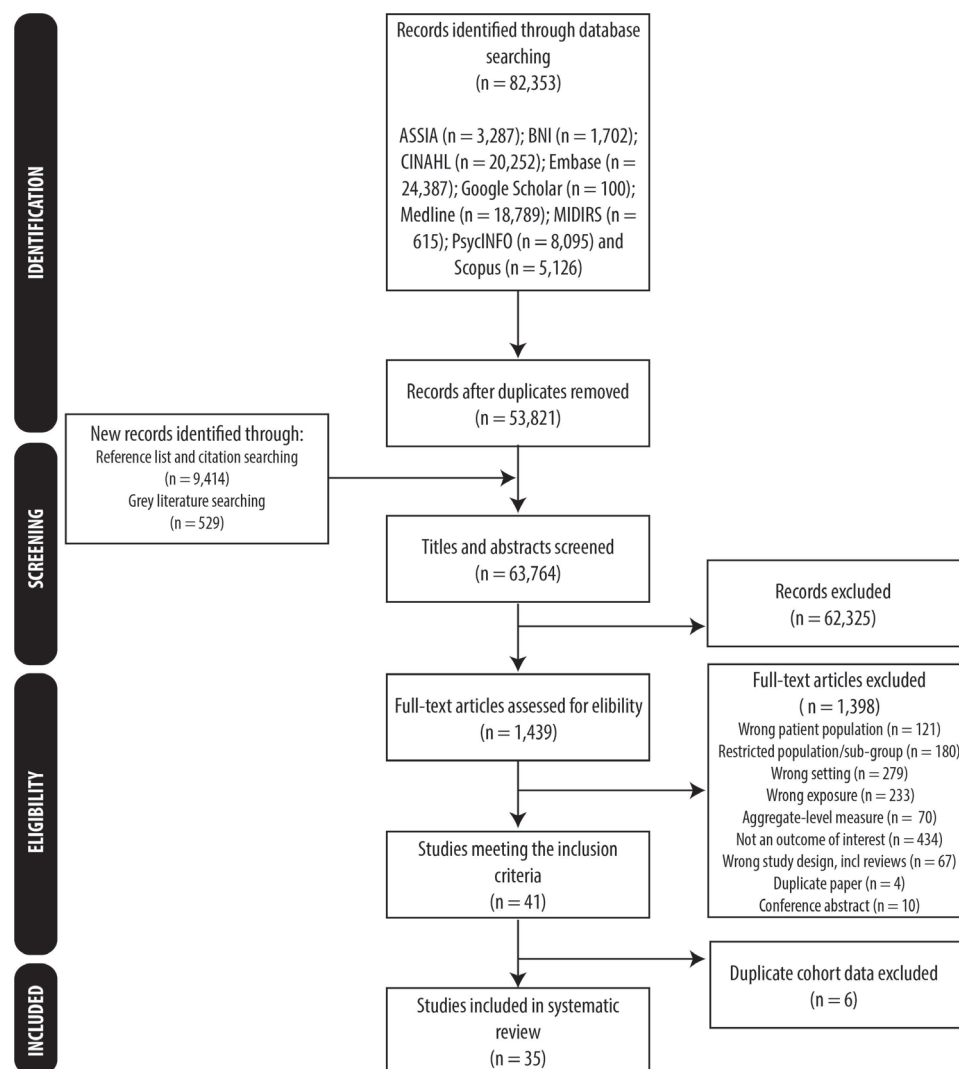 IDENTIFICATION
Records identified through database
searching
(n = 82,353)
ASSIA (n = 3,287); BNI (n = 1,702);
CINAHL (n = 20,252); Embase (n =
24,387); Google Scholar (n = 100);
Medline (n = 18,789); MIDIRS (n =
615); PsycINFO (n = 8,095) and
Scopus (n = 5,126)
Records after duplicates removed
(n = 53,821)
SCREENING
New records identified through:
Reference list and citation searching
(n = 9,414)
Grey literature searching
(n = 529)
Titles and abstracts screened
(n = 63,764)
Records excluded
(n = 62,325)
ELIGIBILITY
Full-text articles assessed for elibility
(n = 1,439)
Full-text articles excluded
( n = 1,398)
Wrong patient population (n = 121)
Restricted population/sub-group (n = 180)
Wrong setting (n = 279)
Wrong exposure (n = 233)
Aggregate-level measure (n = 70)
Not an outcome of interest (n = 434)
Wrong study design, incl reviews (n = 67)
Duplicate paper (n = 4)
Conference abstract (n = 10)
Studies meeting the inclusion
criteria
(n = 41)
Duplicate cohort data excluded
(n = 6)
INCLUDED
Studies included in systematic
review
(n = 35)